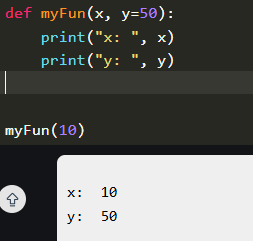 def myFun(x, y=50):
    print("x: ", x)
    print("y: ", y)
myFun(10)
x:  10
y:  50